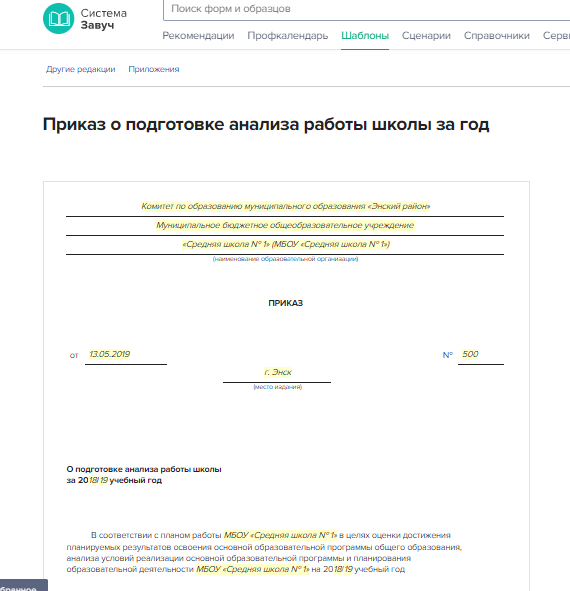 Система
Завуч
Поиск форм и образцов
Рекомендации Профкалендарь Шаблоны Сценарии Справочники
Другие редакции Приложения
Приказ о подготовке анализа работы школы за год
Комитет по образованию муниципального образования «Энский район»
Муниципальное бюджетное общеобразовательное учреждение
«Средняя школа № 1» (МБОУ «Средняя школа № 1»)
(наименование образовательной организации)
ПРИКАЗ
от 13.05.2019 № 500
г. Энск
(место издания)
О подготовке анализа работы школы
за 2018/19 учебный год
В соответствии с планом работы МБОУ «Средняя школа № 1» в целях оценки достижения
планируемых результатов освоения основной образовательной программы общего образования,
анализа условий реализации основной образовательной программы и планирования
образовательной деятельности МБОУ «Средняя школа № 1» на 2018/19 учебный год